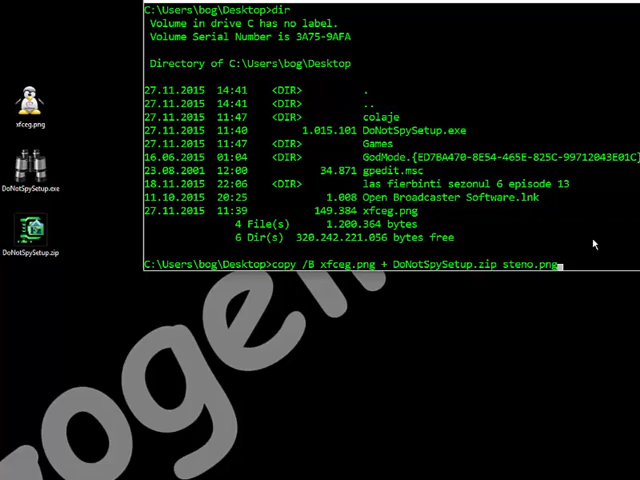 C:\Users\bog\Desktop>dir
Volume in drive C has no label.
Volume Serial Number is 3A75-9AFA
Directory of C:\Users\bog\Desktop
27.11.2015 14:41 <DIR> .
27.11.2015 14:41 <DIR> ..
27.11.2015 11:47 <DIR> colaje
27.11.2015 11:40 1.015.101 DoNotSpySetup.exe
27.11.2015 11:47 <DIR> Games
16.06.2015 01:04 <DIR> GodMode.{ED7BA470-8E54-465E-825C-99712043E01C}
23.08.2001 12:00 34.871 gpedit.msc
18.11.2015 22:06 <DIR> las fierbinti sezonul 6 episode 13
11.10.2015 20:25 1.008 Open Broadcaster Software.lnk
27.11.2015 11:39 149.384 xfceg.png
4 File(s) 1.200.364 bytes
6 Dir(s) 320.242.221.056 bytes free
C:\Users\bog\Desktop>copy /B xfceg.png + DoNotSpySetup.zip steno.png
xfceg.png
DoNotSpySetup.exe
DoNotSpySetup.zip